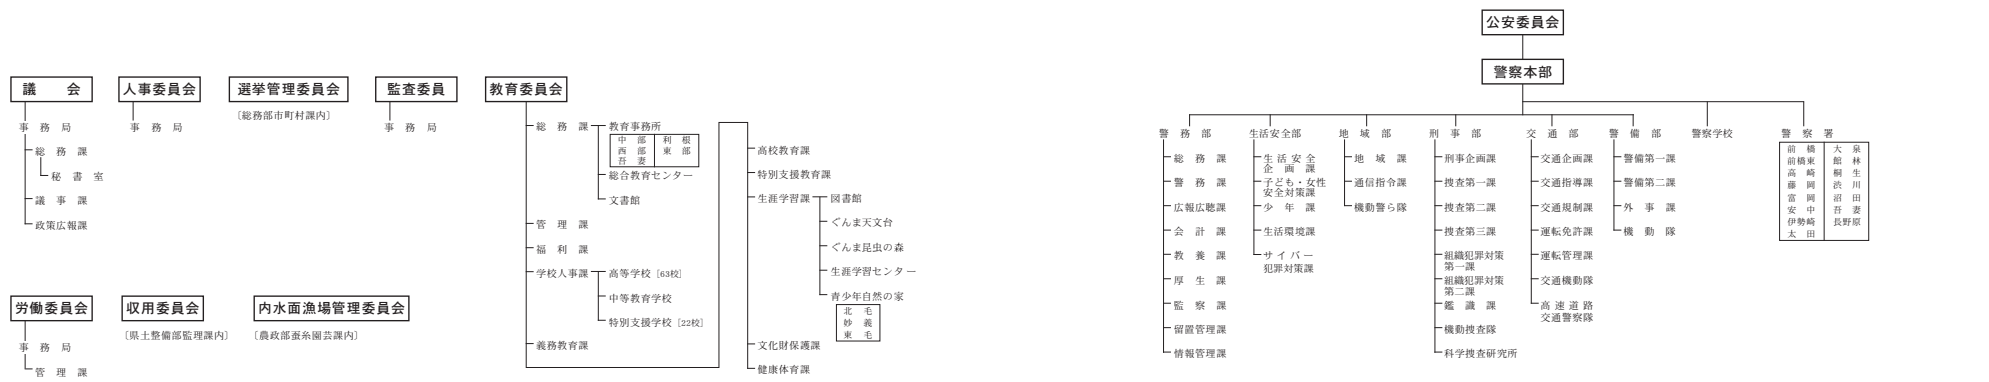 議　会
事務局
総務課
秘書室
議事課
政策広報課
人事委員会
事務局
選挙管理委員会
〔総務部市町村課内〕
監査委員
事務局
労働委員会
事務局
管理課
収用委員会
〔県土整備部監理課内〕
内水面漁場管理委員会
〔農政部蚕糸園芸課内〕
教育委員会
総務課
教育事務所
中部 利根
西部 東部
吾妻
総合教育センター
文書館
管理課
福利課
学校人事課
高等学校［63校］
中等教育学校
特別支援学校［22校］
義務教育課
高校教育課
特別支援教育課
生涯学習課
図書館
ぐんま天文台
ぐんま昆虫の森
生涯学習センター
青少年自然の家
北毛
妙義
東毛
文化財保護課
健康体育課
公安委員会
警察本部
警務部
総務課
警務課
広報広聴課
会計課
教養課
厚生課
監察課
留置管理課
情報管理課
生活安全部
生活安全
企画課
子ども・女性
安全対策課
少年課
生活環境課
サイバー
犯罪対策課
地域部
地域課
通信指令課
機動警ら隊
刑事部
刑事企画課
捜査第一課
捜査第二課
捜査第三課
組織犯罪対策
第一課
組織犯罪対策
第二課
鑑識課
機動捜査隊
科学捜査研究所
交通部
交通企画課
交通指導課
交通規制課
運転免許課
運転管理課
交通機動隊
高速道路
交通警察隊
警備部
警備第一課
警備第二課
外事課
機動隊
警察学校
警察署
前橋 大泉
前橋東 館林
高崎 桐生
藤岡 渋川
富岡 沼田
安中 吾妻
伊勢崎 長野原
太田